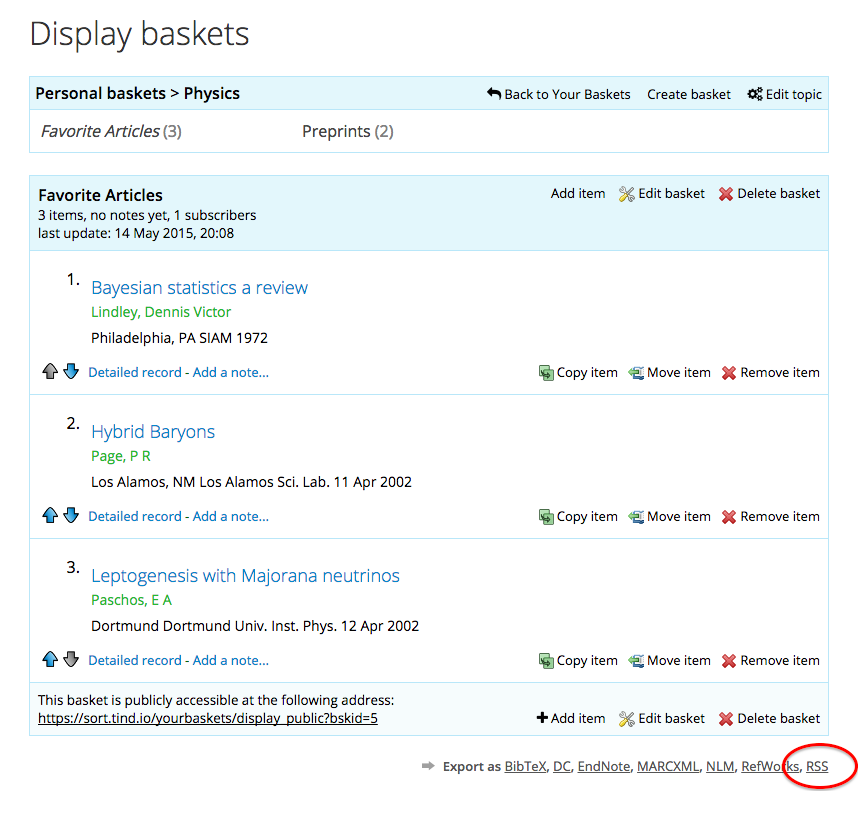 Display baskets
Personal baskets > Physics Back to Your Baskets Create basket Edit topic
Favorite Articles (3) Preprints (2)
Favorite Articles Add item Edit basket Delete basket
3 items, no notes yet, 1 subscribers
last update: 14 May 2015, 20:08
1. Bayesian statistics a review
Lindley, Dennis Victor
Philadelphia, PA SIAM 1972
Detailed record - Add a note... Copy item Move item Remove item
2. Hybrid Baryons
Page, P R
Los Alamos, NM Los Alamos Sci. Lab. 11 Apr 2002
Detailed record - Add a note... Copy item Move item Remove item
3. Leptogenesis with Majorana neutrinos
Paschos, E A
Dortmund Dortmund Univ. Inst. Phys. 12 Apr 2002
Detailed record - Add a note... Copy item Move item Remove item
This basket is publicly accessible at the following address:
https://sort.tind.io/yourbaskets/display_public?bskid=5 Add item Edit basket Delete basket
Export as BibTeX, DC, EndNote, MARCXML, NLM, RefWorks, RSS